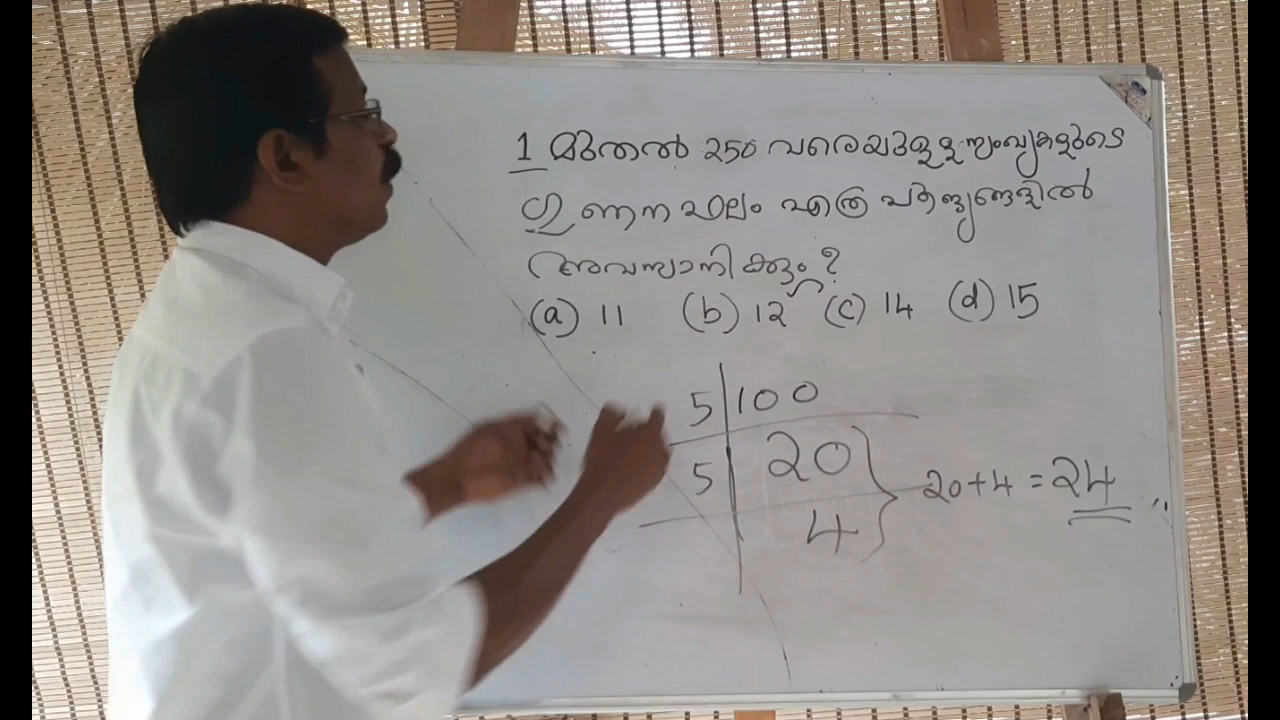 1 മുതൽ 250 വരെയുള്ള സംഖ്യകളുടെ
ഗുണനഫലം എത്ര പൂജ്യങ്ങളിൽ
അവസാനിക്കും?
(a) 11 (b) 12 (c) 14 (d) 15
5 100
5 20
4
20+4 = 24